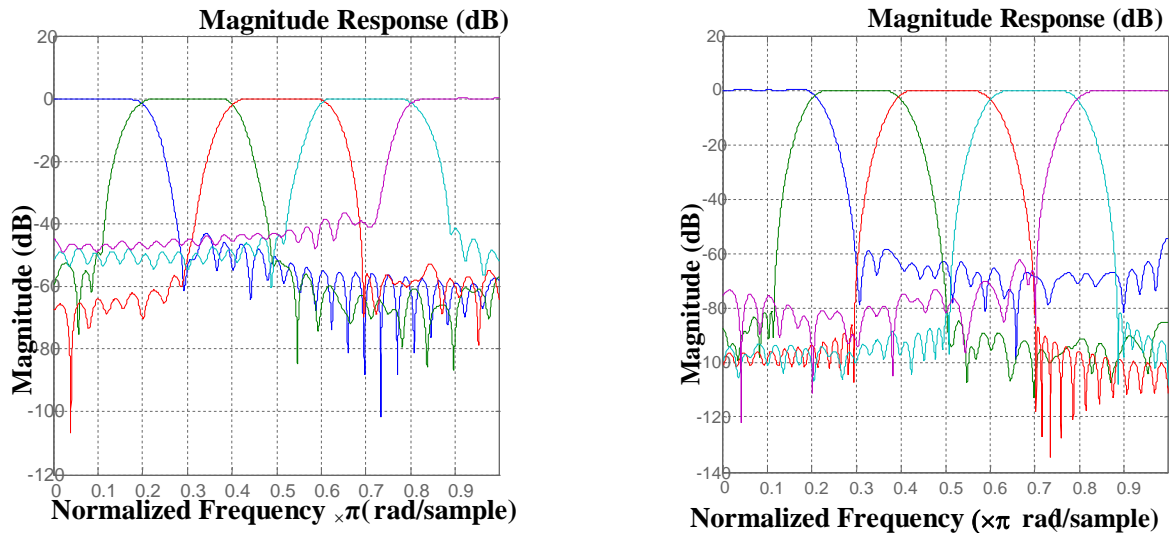 Magnitude Response (dB)
20
0
-20
-40
-60
-80
-100
-120
Magnitude (dB)
0 0.1 0.2 0.3 0.4 0.5 0.6 0.7 0.8 0.9
Normalized Frequency ×π( rad/sample)
Magnitude Response (dB)
20
0
-20
-40
-60
-80
-100
-120
-140
Magnitude (dB)
0 0.1 0.2 0.3 0.4 0.5 0.6 0.7 0.8 0.9
Normalized Frequency (×π rad/sample)